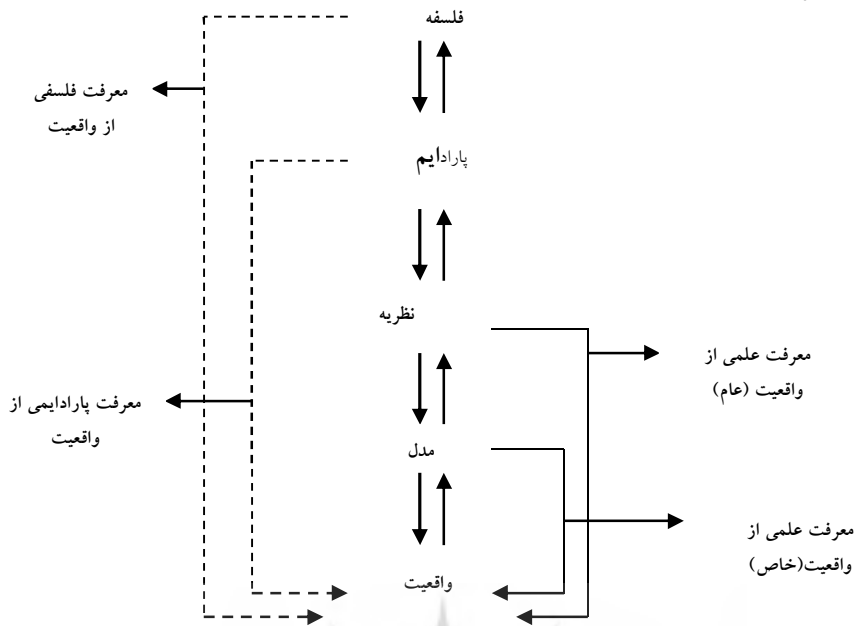 فلسفه
معرفت فلسفی
از واقعیت
پارادایم
نظریه
معرفت علمی از
واقعیت (عام)
معرفت پارادایمی از
واقعیت
مدل
معرفت علمی از
واقعیت(خاص)
واقعیت